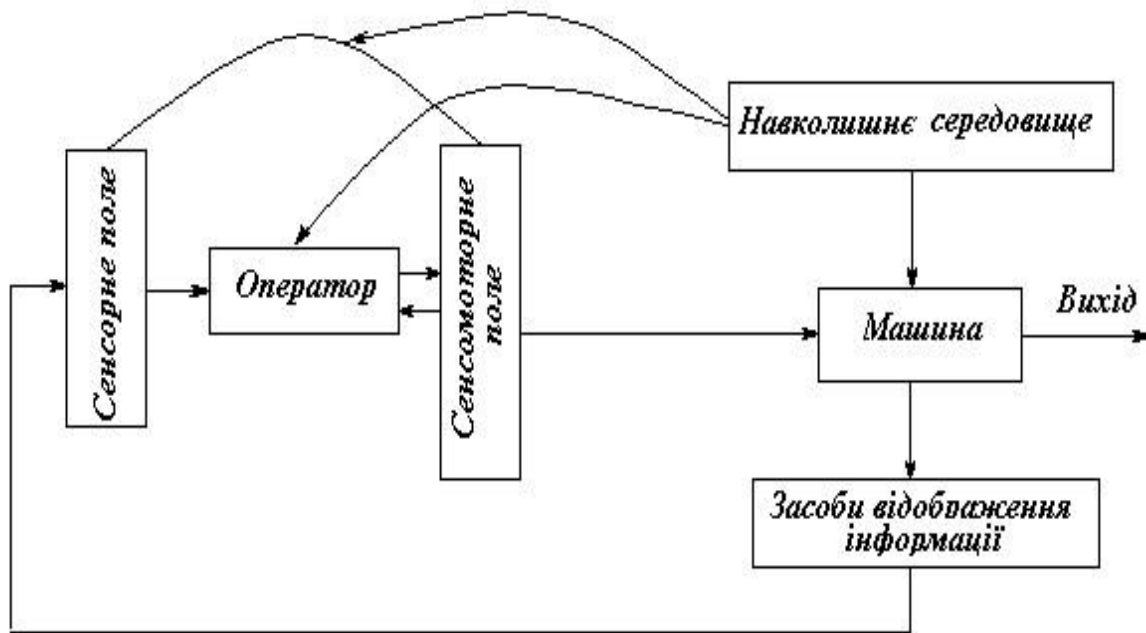 Навколишнє середовище
Сенсорне поле
Оператор
Сенсомоторне
поле
Машина
Вихід
Засоби відображення
інформації